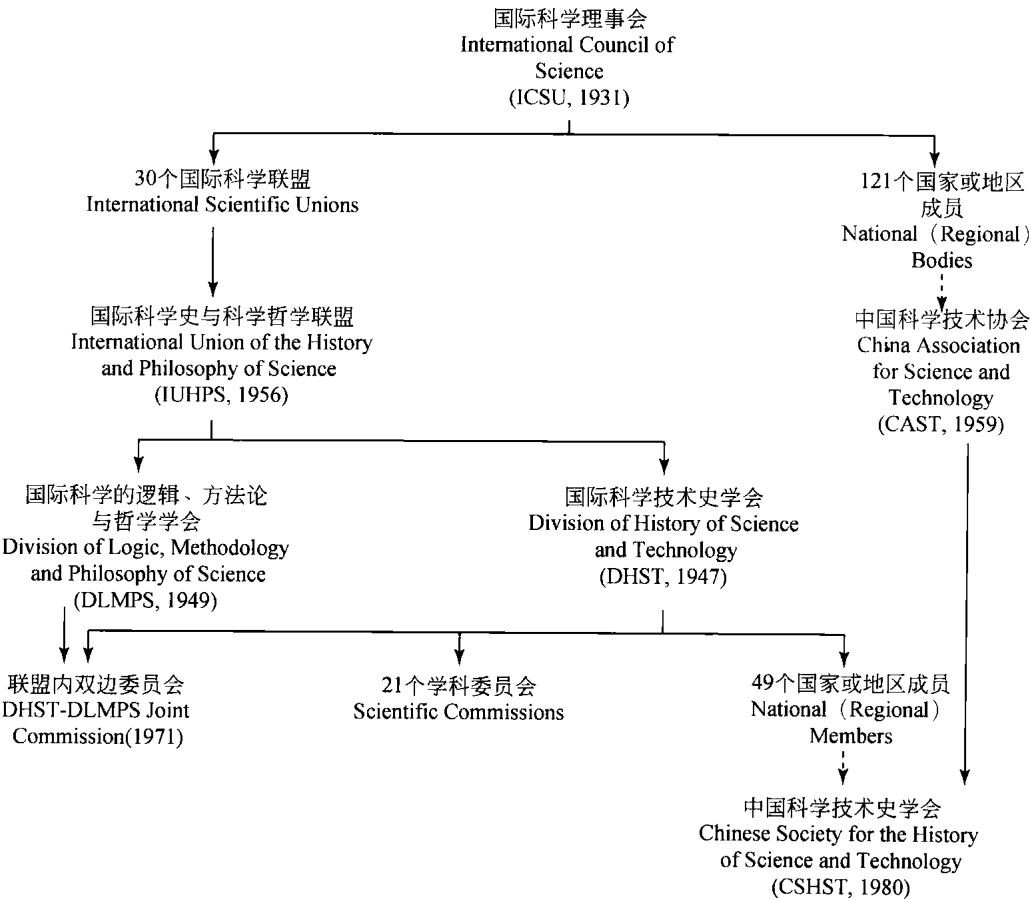 国际科学理事会
International Council of
Science
(ICSU, 1931)
30个国际科学联盟
International Scientific Unions
121个国家或地区
成员
National（Regional）
Bodies
国际科学史与科学哲学联盟
International Union of the History
and Philosophy of Science
(IUHPS, 1956)
中国科学技术协会
China Association
for Science and
Technology
(CAST, 1959)
国际科学的逻辑、方法论
与哲学学会
Division of Logic, Methodology
and Philosophy of Science
(DLMPS, 1949)
国际科学技术史学会
Division of History of Science
and Technology
(DHST, 1947)
联盟内双边委员会
DHST-DLMPS Joint
Commission(1971)
21个学科委员会
Scientific Commissions
49个国家或地区成员
National（Regional）
Members
中国科学技术史学会
Chinese Society for the History
of Science and Technology
(CSHST, 1980)